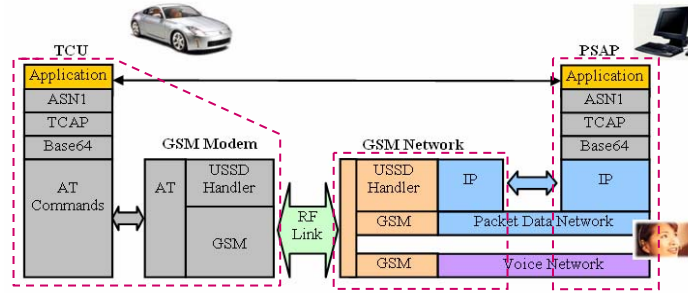 TCU
PSAP
Application
Application
ASN1
ASN1
TCAP
TCAP
Base64
Base64
GSM Modem
GSM Network
AT
Commands
AT
USSD
Handler
GSM
RF
Link
USSD
Handler
IP
IP
GSM
Packet Data Network
GSM
Voice Network